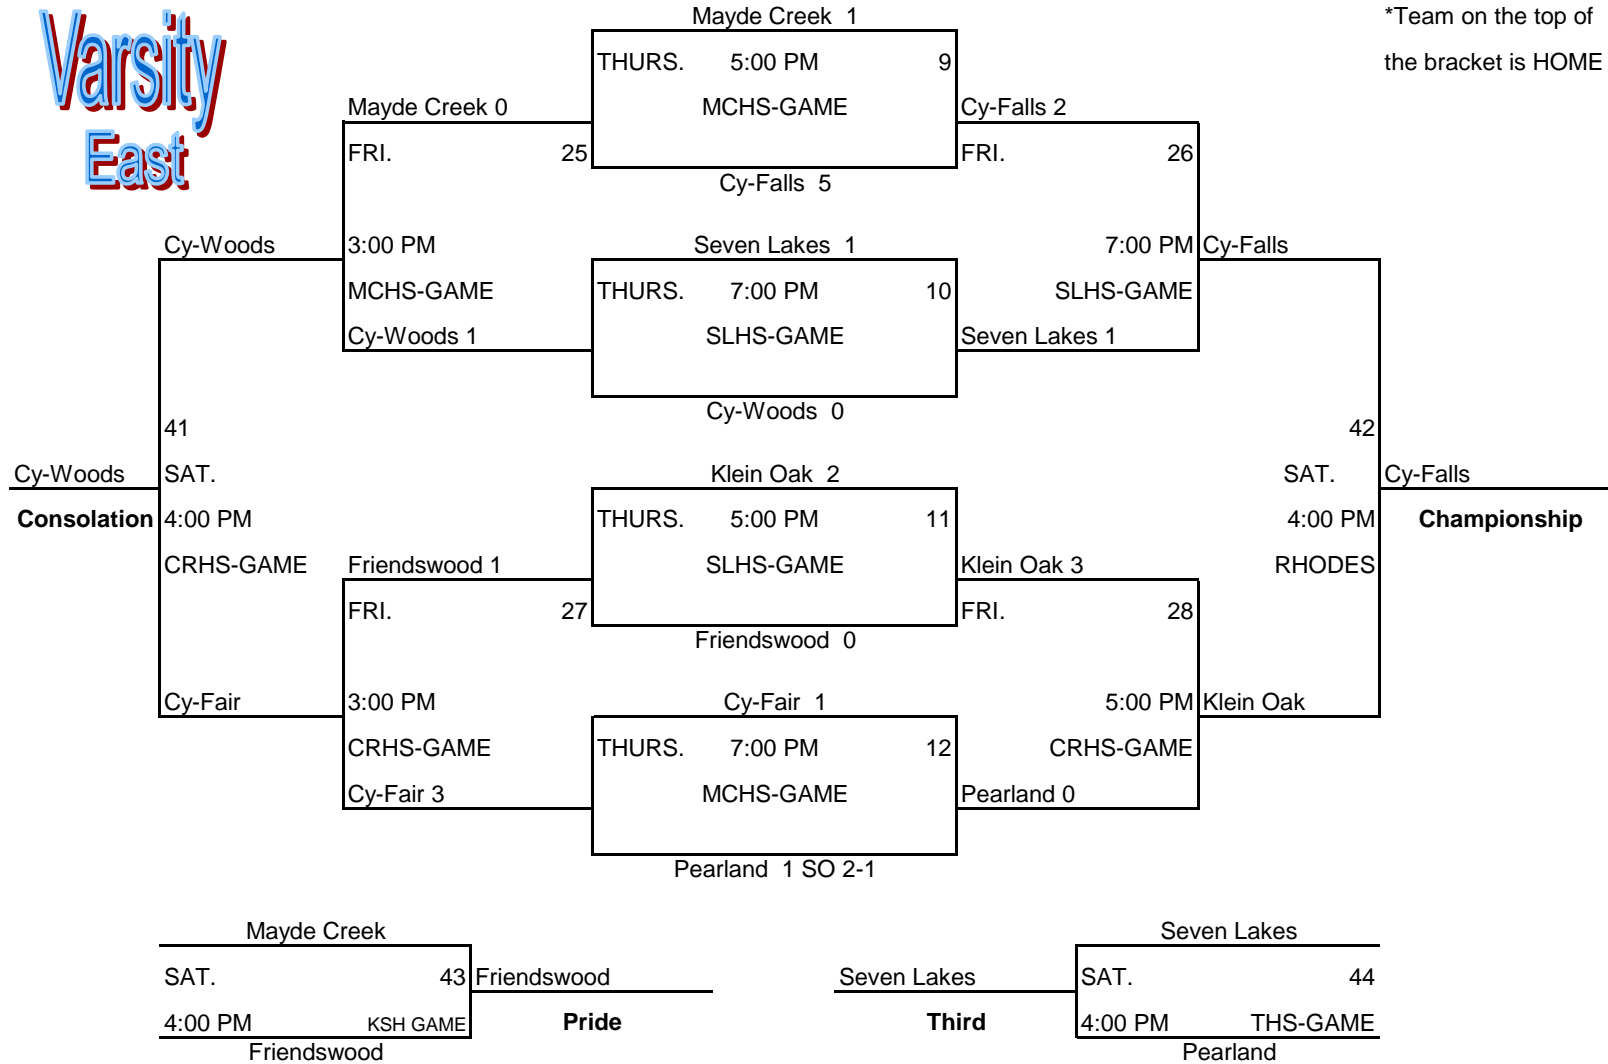 Varsity
East
Mayde Creek  1
*Team on the top of
the bracket is HOME
THURS. 5:00 PM 9
MCHS-GAME
Mayde Creek 0
Cy-Falls 2
FRI. 25
FRI. 26
Cy-Falls  5
Cy-Woods
3:00 PM
Seven Lakes  1
7:00 PM
Cy-Falls
MCHS-GAME
THURS. 7:00 PM 10
SLHS-GAME
Cy-Woods 1
SLHS-GAME
Seven Lakes 1
Cy-Woods  0
41
42
Cy-Woods
SAT.
Klein Oak  2
SAT.
Cy-Falls
Consolation
4:00 PM
THURS. 5:00 PM 11
4:00 PM
Championship
CRHS-GAME
Friendswood 1
SLHS-GAME
Klein Oak 3
RHODES
FRI. 27
FRI. 28
Friendswood  0
Cy-Fair
3:00 PM
Cy-Fair  1
5:00 PM
Klein Oak
CRHS-GAME
THURS. 7:00 PM 12
CRHS-GAME
Cy-Fair 3
MCHS-GAME
Pearland 0
Pearland  1 SO 2-1
Mayde Creek
Seven Lakes
SAT. 43
Friendswood
Seven Lakes
SAT. 44
4:00 PM KSH GAME
Pride
Third
4:00 PM THS-GAME
Friendswood
Pearland